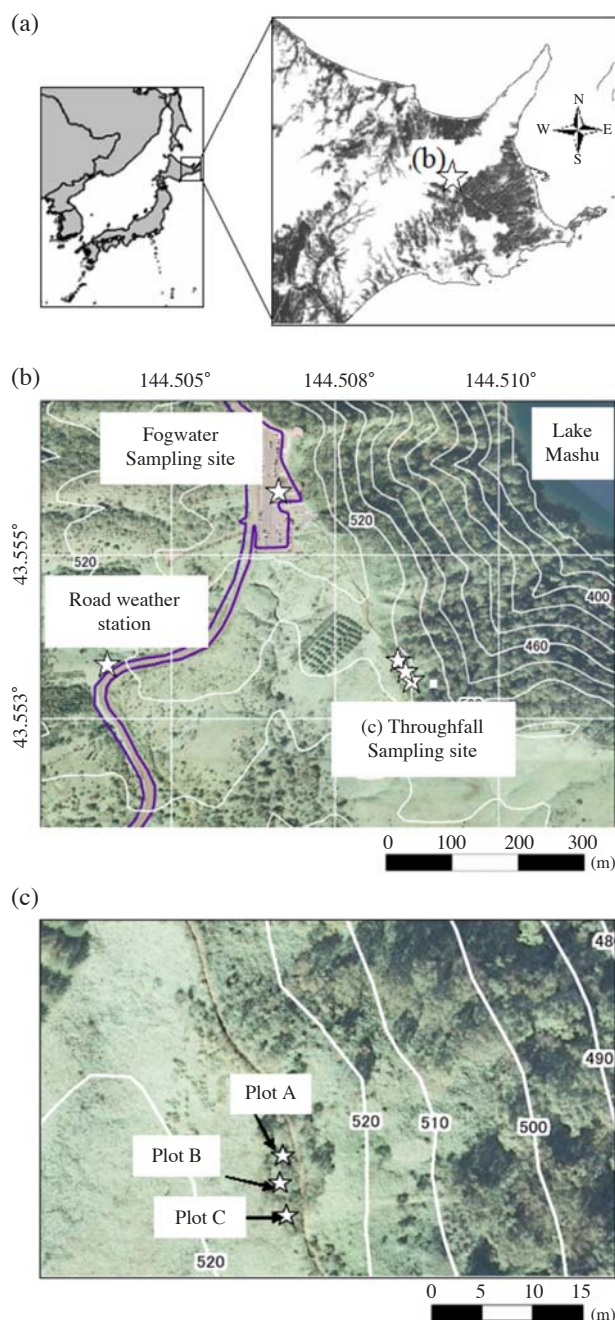 (a)
(b)
N
W E
S
(b)
144.505° 144.508° 144.510°
Fogwater
Sampling site
Lake
Mashu
520
43.555
520
400
Road weather
station
460
43.553
(c) Throughfall
Sampling site
0 100 200 300
(m)
(c)
480
490
Plot A
520
510
500
Plot B
Plot C
520
0 5 10 15
(m)